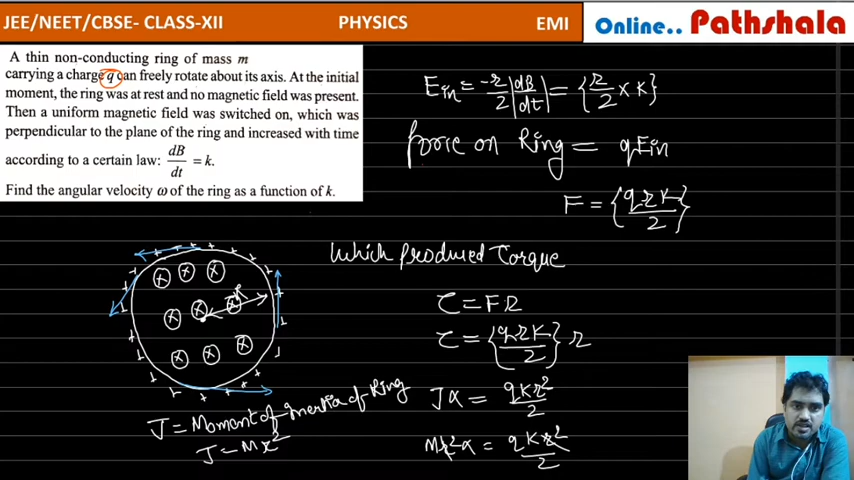 JEE/NEET/CBSE- CLASS-XII
PHYSICS
EMI
Online.. Pathshala
A thin non-conducting ring of mass m
carrying a charge q can freely rotate about its axis. At the initial
moment, the ring was at rest and no magnetic field was present.
Then a uniform magnetic field was switched on, which was
perpendicular to the plane of the ring and increased with time
according to a certain law: dB/dt = k.
Find the angular velocity ω of the ring as a function of k.
Ein = -r/2 |dB/dt| = {r/2 × K}
force on Ring = qEin
F = {qrK/2}
Which produced Torque
τ = FR
τ = {qrK/2} r
Jα = qKr²/2
Mr²α = qKr²/2
R
J = Moment of inertia of Ring
J = Mr²